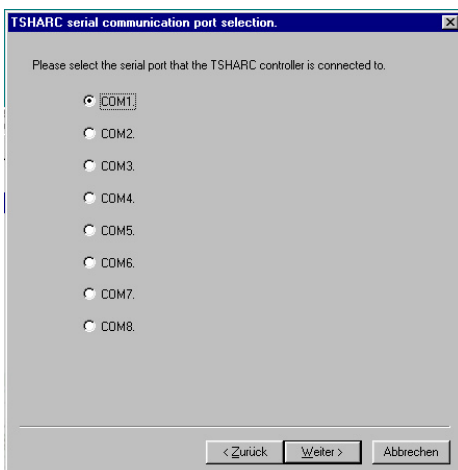 TSHARC serial communication port selection.
Please select the serial port that the TSHARC controller is connected to.
COM1.
COM2.
COM3.
COM4.
COM5.
COM6.
COM7.
COM8.
< Zurück Weiter > Abbrechen